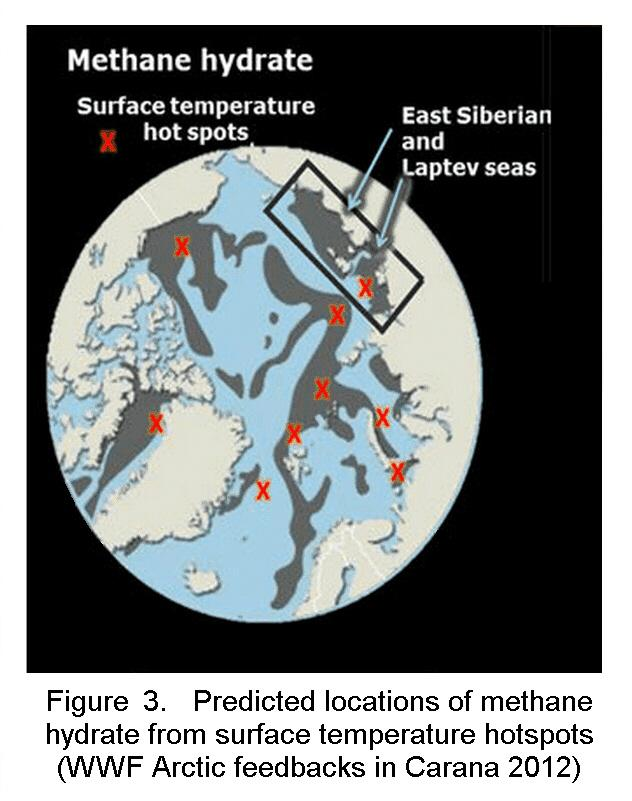 Methane hydrate
Surface temperature
hot spots
X
East Siberian
and
Laptev seas
X
X
X
X
X
X
X
X
X
Figure 3. Predicted locations of methane
hydrate from surface temperature hotspots
(WWF Arctic feedbacks in Carana 2012)